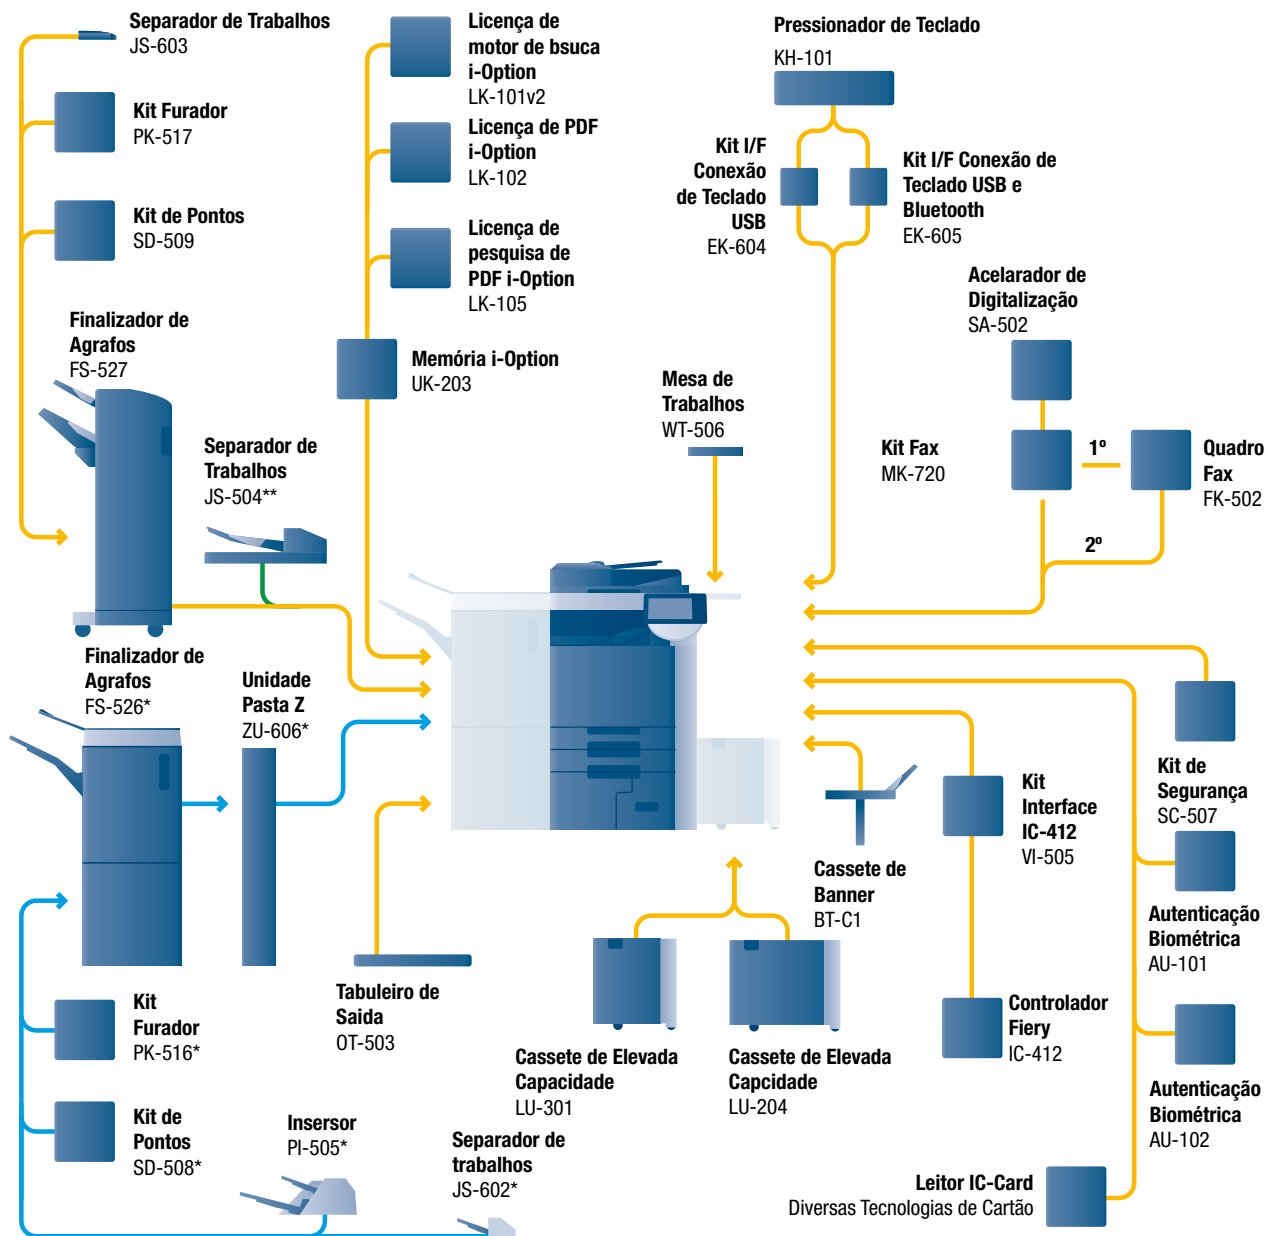 Separador de Trabalhos
JS-603
Kit Furador
PK-517
Kit de Pontos
SD-509
Finalizador de
Agrafos
FS-527
Separador de
Trabalhos
JS-504**
Licença de
motor de bsuca
i-Option
LK-101v2
Licença de PDF
i-Option
LK-102
Licença de
pesquisa de
PDF i-Option
LK-105
Memória i-Option
UK-203
Pressionador de Teclado
KH-101
Kit I/F
Conexão
de Teclado
USB
EK-604
Kit I/F Conexão de
Teclado USB e
Bluetooth
EK-605
Acelarador de
Digitalização
SA-502
Mesa de
Trabalhos
WT-506
Kit Fax
MK-720
1º
Quadro
Fax
FK-502
2º
Finalizador de
Agrafos
FS-526*
Unidade
Pasta Z
ZU-606*
Kit de
Segurança
SC-507
Kit
Interface
IC-412
VI-505
Cassete de
Banner
BT-C1
Autenticação
Biométrica
AU-101
Tabuleiro de
Saida
OT-503
Kit
Furador
PK-516*
Controlador
Fiery
IC-412
Cassete de Elevada
Capacidade
LU-301
Cassete de Elevada
Capcidade
LU-204
Autenticação
Biométrica
AU-102
Kit de
Pontos
SD-508*
Insersor
PI-505*
Separador de
trabalhos
JS-602*
Leitor IC-Card
Diversas Tecnologias de Cartão